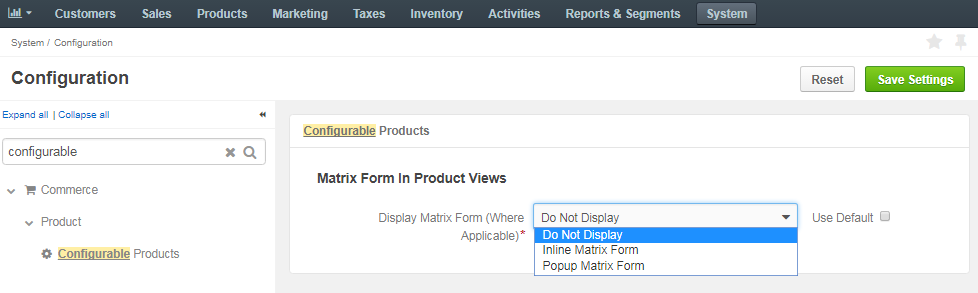 Customers Sales Products Marketing Taxes Inventory Activities Reports & Segments System
System / Configuration
Configuration
Reset Save Settings
Expand all | Collapse all
configurable
Commerce
Product
Configurable Products
Configurable Products
Matrix Form In Product Views
Display Matrix Form (Where
Applicable)*
Do Not Display
Use Default
Do Not Display
Inline Matrix Form
Popup Matrix Form